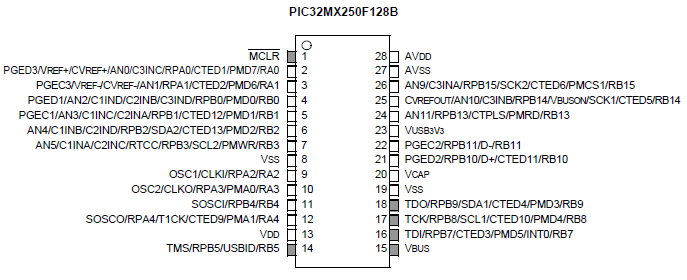 PIC32MX250F128B
MCLR 1 28 AVDD
PGED3/VREF+/CVREF+/AN0/C3INC/RPA0/CTED1/PMD7/RA0 2 27 AVSS
PGEC3/VREF-/CVREF-/AN1/RPA1/CTED2/PMD6/RA1 3 26 AN9/C3INA/RPB15/SCK2/CTED6/PMCS1/RB15
PGED1/AN2/C1IND/C2INB/C3IND/RPB0/PMD0/RB0 4 25 CVREFOUT/AN10/C3INB/RPB14/VBUSON/SCK1/CTED5/RB14
PGEC1/AN3/C1INC/C2INA/RPB1/CTED12/PMD1/RB1 5 24 AN11/RPB13/CTPLS/PMRD/RB13
AN4/C1INB/C2IND/RPB2/SDA2/CTED13/PMD2/RB2 6 23 VUSB3V3
AN5/C1INA/C2INC/RTCC/RPB3/SCL2/PMWR/RB3 7 22 PGEC2/RPB11/D-/RB11
VSS 8 21 PGED2/RPB10/D+/CTED11/RB10
OSC1/CLKI/RPA2/RA2 9 20 VCAP
OSC2/CLKO/RPA3/PMA0/RA3 10 19 VSS
SOSCI/RPB4/RB4 11 18 TDO/RPB9/SDA1/CTED4/PMD3/RB9
SOSCO/RPA4/T1CK/CTED9/PMA1/RA4 12 17 TCK/RPB8/SCL1/CTED10/PMD4/RB8
VDD 13 16 TDI/RPB7/CTED3/PMD5/INT0/RB7
TMS/RPB5/USBID/RB5 14 15 VBUS